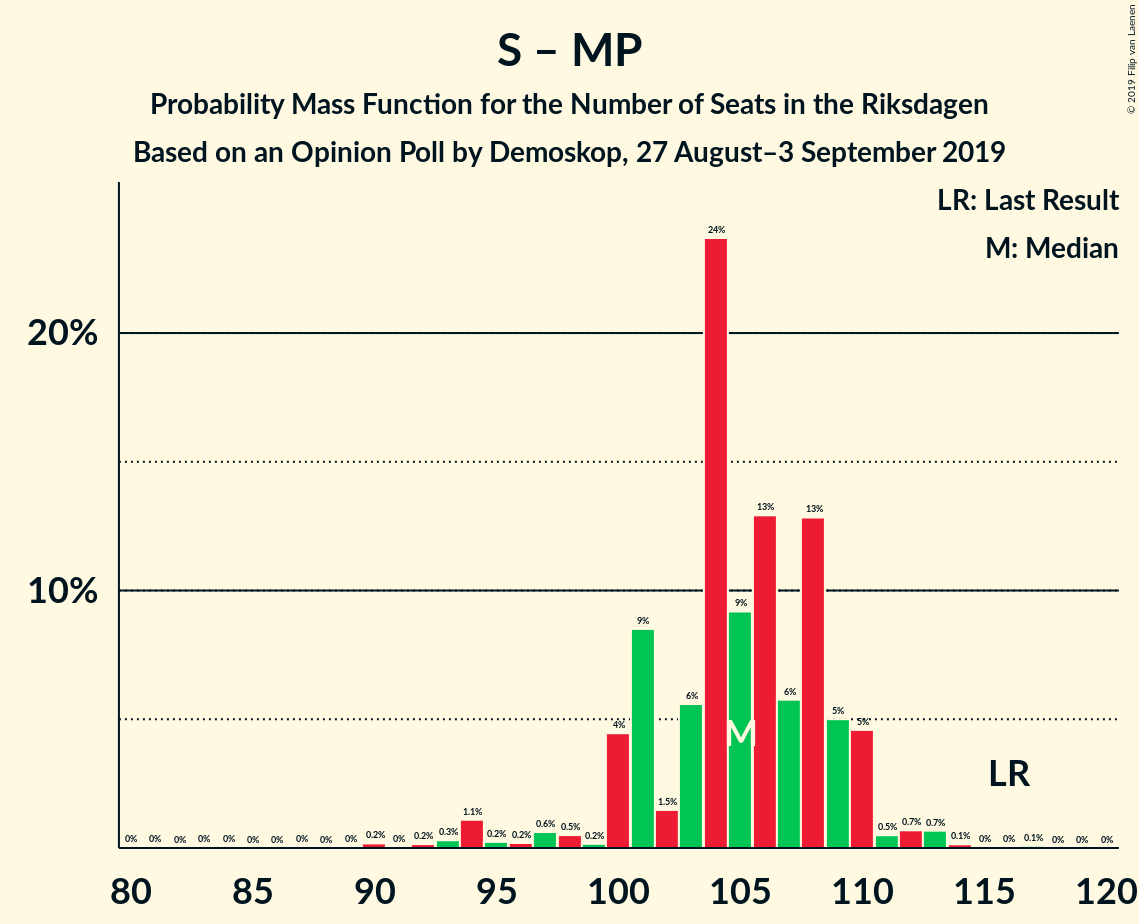 S – MP
Probability Mass Function for the Number of Seats in the Riksdagen
Based on an Opinion Poll by Demoskop, 27 August–3 September 2019
© 2019 Filip van Laenen
LR: Last Result
M: Median
20%
10%
0% 0% 0% 0% 0% 0% 0% 0% 0% 0% 0.2% 0% 0.2% 0.3% 1.1% 0.2% 0.2% 0.6% 0.5% 0.2% 4% 9% 1.5% 6% 24% 9% 13% 6% 13% 5% 5% 0.5% 0.7% 0.7% 0.1% 0% 0% 0.1% 0% 0% 0%
M
LR
80 85 90 95 100 105 110 115 120